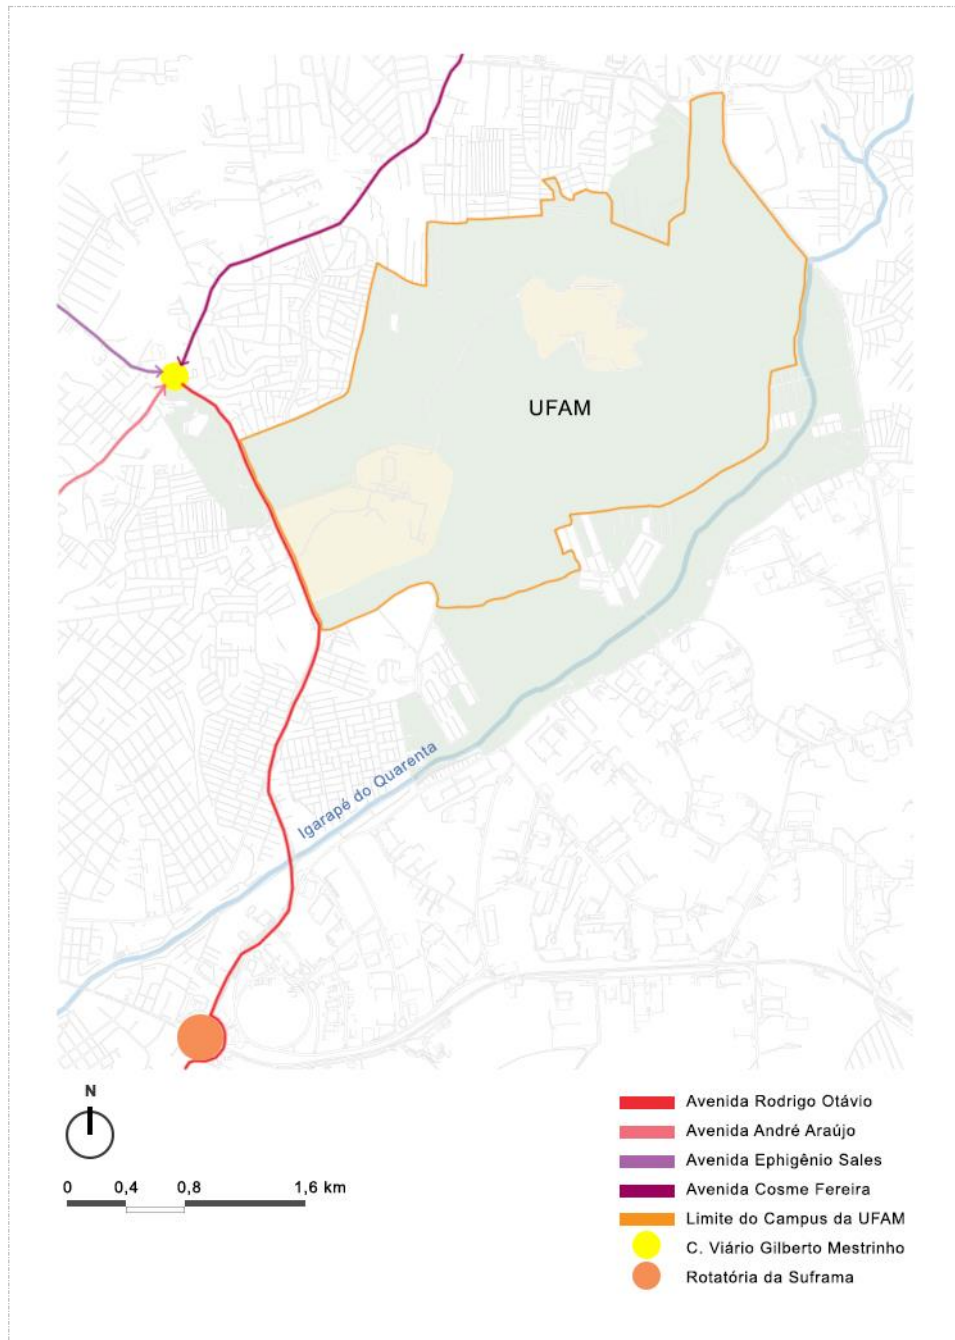 UFAM
Igarapé do Quarenta
N
0 0,4 0,8 1,6 km
Avenida Rodrigo Otávio
Avenida André Araújo
Avenida Ephigênio Sales
Avenida Cosme Fereira
Limite do Campus da UFAM
C. Viário Gilberto Mestrinho
Rotatória da Suframa